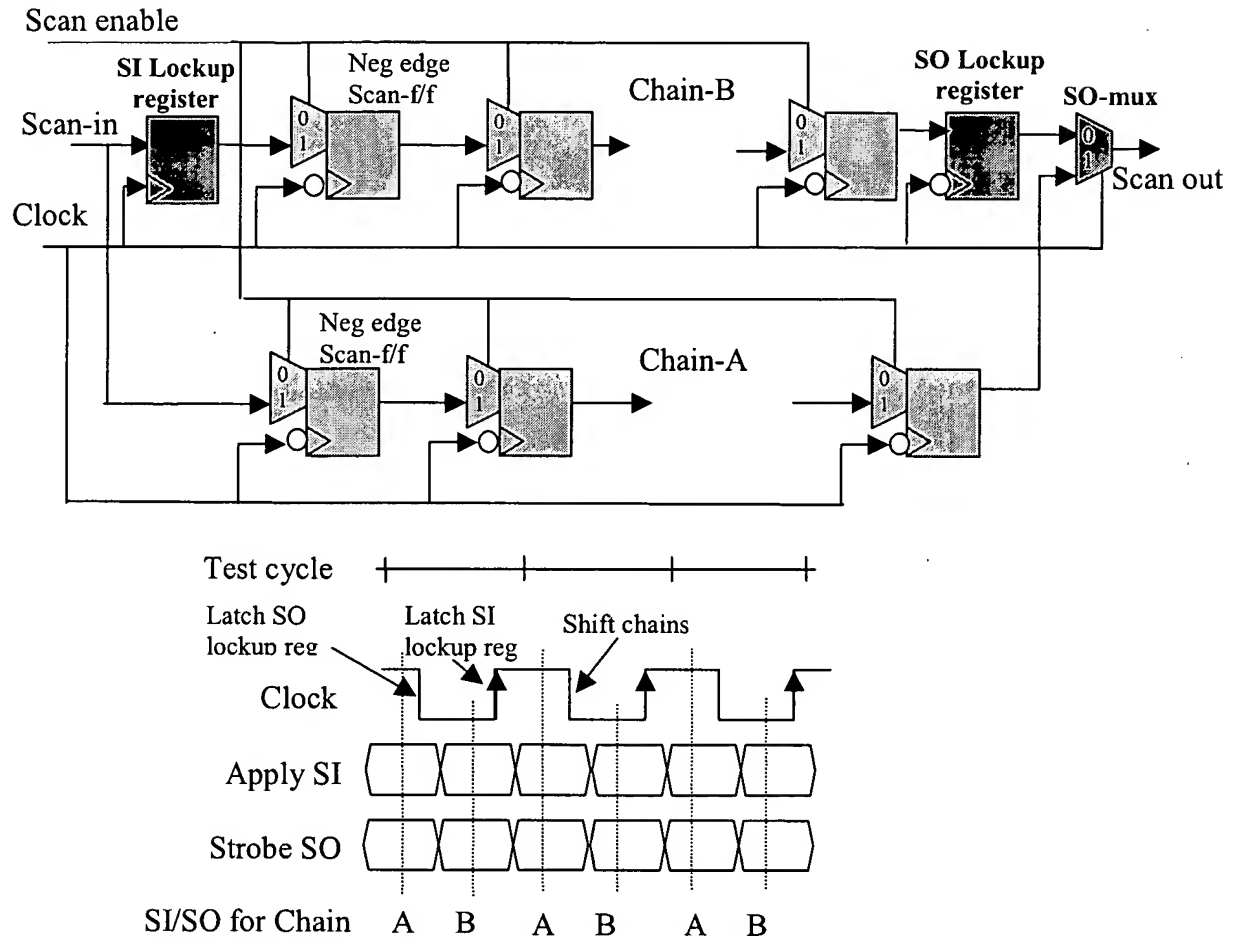 Scan enable
SI Lockup
register
Neg edge
Scan-f/f
Chain-B
SO Lockup
register
SO-mux
Scan-in
0
1
0
1
0
1
0
1
Scan out
Clock
Neg edge
Scan-f/f
Chain-A
0
1
0
1
0
1
Test cycle
Latch SO
lockup reg
Latch SI
lockup reg
Shift chains
Clock
Apply SI
Strobe SO
SI/SO for Chain A B A B A B